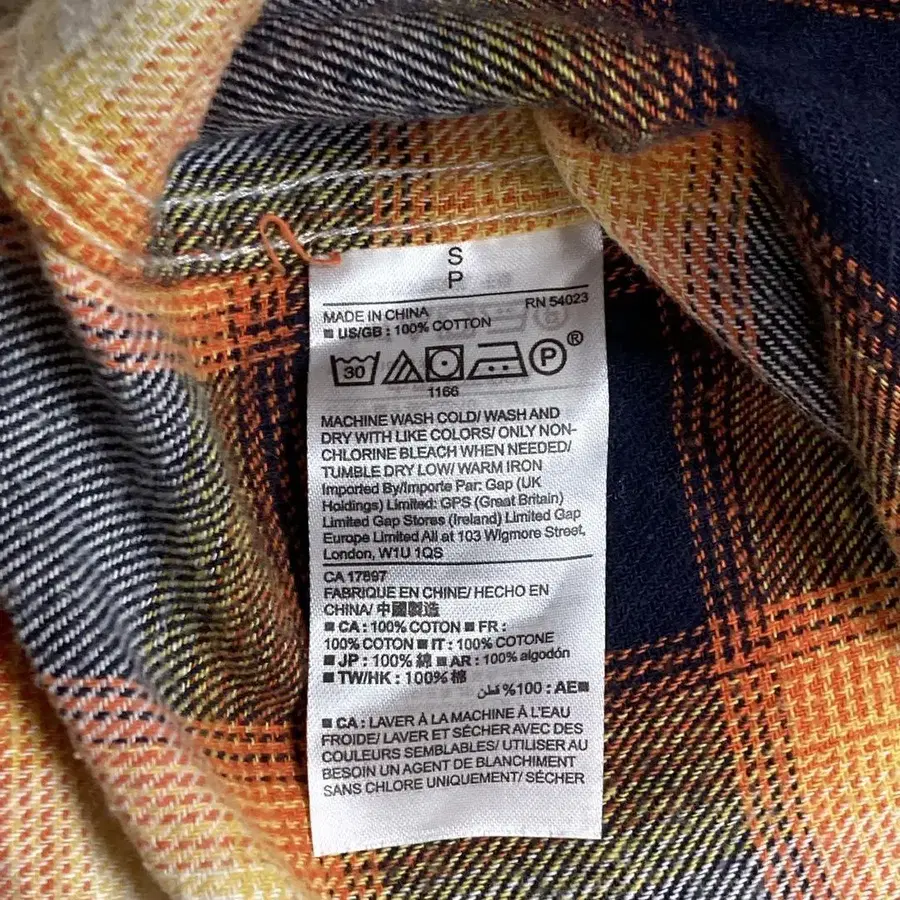 S
P
MADE IN CHINA RN 54023
■ US/GB : 100% COTTON
30 P ®
1166
MACHINE WASH COLD/ WASH AND
DRY WITH LIKE COLORS/ ONLY NON-
CHLORINE BLEACH WHEN NEEDED/
TUMBLE DRY LOW/ WARM IRON
Imported By/Importe Par: Gap (UK
Holdings) Limited: GPS (Great Britain)
Limited Gap Stores (Ireland) Limited Gap
Europe Limited All at 103 Wigmore Street,
London, W1U 1QS
CA 17897
FABRIQUE EN CHINE/ HECHO EN
CHINA/ 中國製造
■ CA : 100% COTON ■ FR :
100% COTON ■ IT : 100% COTONE
■ JP : 100% 綿 ■ AR : 100% algodón
■ TW/HK : 100% 棉
■AE : 100% قطن
■ CA : LAVER À LA MACHINE À L'EAU
FROIDE/ LAVER ET SÉCHER AVEC DES
COULEURS SEMBLABLES/ UTILISER AU
BESOIN UN AGENT DE BLANCHIMENT
SANS CHLORE UNIQUEMENT/ SÉCHER